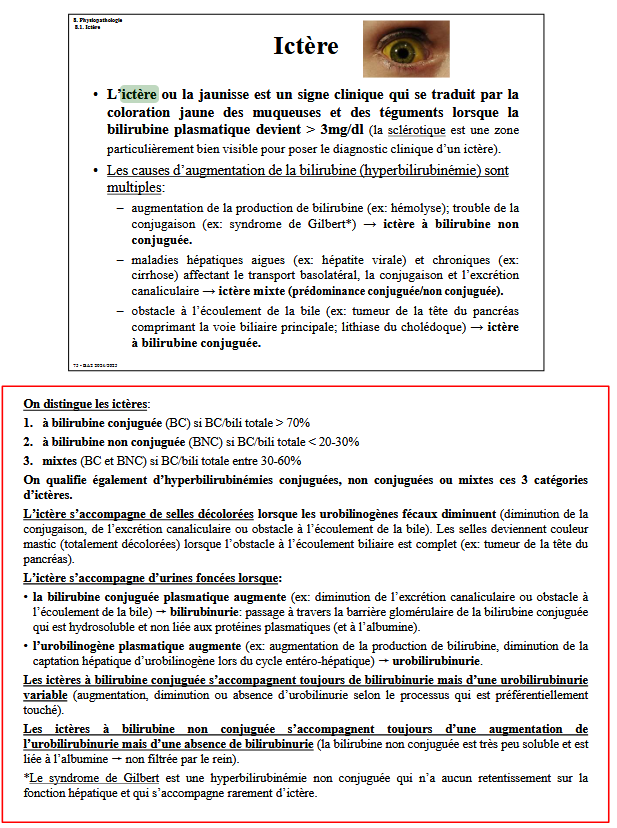 8. Physiopathologie
8.1. Ictère
Ictère
• L’ictère ou la jaunisse est un signe clinique qui se traduit par la
coloration jaune des muqueuses et des téguments lorsque la
bilirubine plasmatique devient > 3mg/dl (la sclérotique est une zone
particulièrement bien visible pour poser le diagnostic clinique d’un ictère).
• Les causes d’augmentation de la bilirubine (hyperbilirubinémie) sont
multiples:
– augmentation de la production de bilirubine (ex: hémolyse); trouble de la
conjugaison (ex: syndrome de Gilbert*) → ictère à bilirubine non
conjuguée.
– maladies hépatiques aigues (ex: hépatite virale) et chroniques (ex:
cirrhose) affectant le transport basolatéral, la conjugaison et l’excrétion
canaliculaire → ictère mixte (prédominance conjuguée/non conjuguée).
– obstacle à l’écoulement de la bile (ex: tumeur de la tête du pancréas
comprimant la voie biliaire principale; lithiase du cholédoque) → ictère
à bilirubine conjuguée.
On distingue les ictères:
1. à bilirubine conjuguée (BC) si BC/bili totale > 70%
2. à bilirubine non conjuguée (BNC) si BC/bili totale < 20-30%
3. mixtes (BC et BNC) si BC/bili totale entre 30-60%
On qualifie également d’hyperbilirubinémies conjuguées, non conjuguées ou mixtes ces 3 catégories
d’ictères.
L’ictère s’accompagne de selles décolorées lorsque les urobilinogènes fécaux diminuent (diminution de la
conjugaison, de l’excrétion canaliculaire ou obstacle à l’écoulement de la bile). Les selles deviennent couleur
mastic (totalement décolorées) lorsque l’obstacle à l’écoulement biliaire est complet (ex: tumeur de la tête du
pancréas).
L’ictère s’accompagne d’urines foncées lorsque:
• la bilirubine conjuguée plasmatique augmente (ex: diminution de l’excrétion canaliculaire ou obstacle à
l’écoulement de la bile) → bilirubinurie: passage à travers la barrière glomérulaire de la bilirubine conjuguée
qui est hydrosoluble et non liée aux protéines plasmatiques (et à l’albumine).
• l’urobilinogène plasmatique augmente (ex: augmentation de la production de bilirubine, diminution de la
captation hépatique d’urobilinogène lors du cycle entéro-hépatique) → urobilirubinurie.
Les ictères à bilirubine conjuguée s’accompagnent toujours de bilirubinurie mais d’une urobilirubinurie
variable (augmentation, diminution ou absence d’urobilinurie selon le processus qui est préférentiellement
touché).
Les ictères à bilirubine non conjuguée s’accompagnent toujours d’une augmentation de
l’urobilirubinurie mais d’une absence de bilirubinurie (la bilirubine non conjuguée est très peu soluble et est
liée à l’albumine → non filtrée par le rein).
*Le syndrome de Gilbert est une hyperbilirubinémie non conjuguée qui n’a aucun retentissement sur la
fonction hépatique et qui s’accompagne rarement d’ictère.